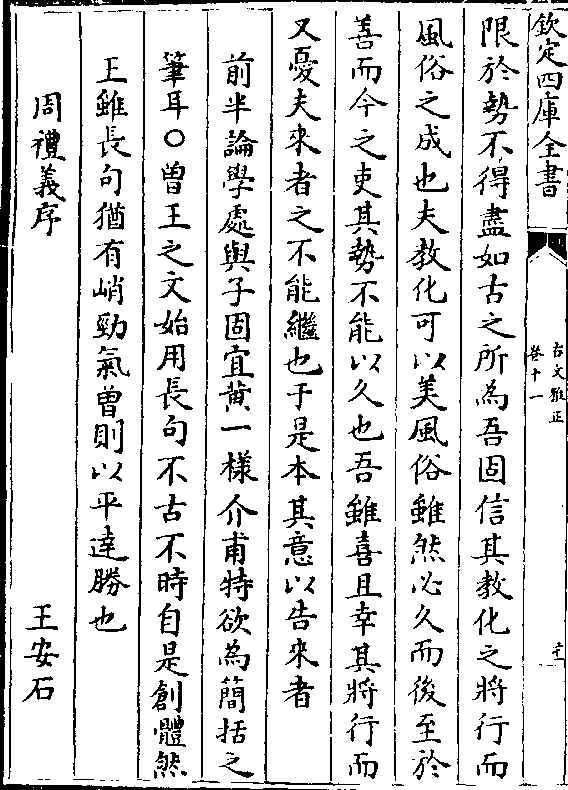 欽定四庫全書
古文雅正
卷十一
限於勢不得盡如古之所為吾固信其教化之將行而
風俗之成也夫教化可以美風俗雖然必久而後至於
善而今之吏其勢不能以久也吾雖喜且幸其將行而
又憂夫來者之不能繼也于是本其意以告來者
前半論學處與子固宜黄一樣介甫特欲為簡括之
筆耳〇曾王之文始用長句不古不時自是創體然
王雖長句猶有峭勁氣曾則以平達勝也
周禮義序
王安石